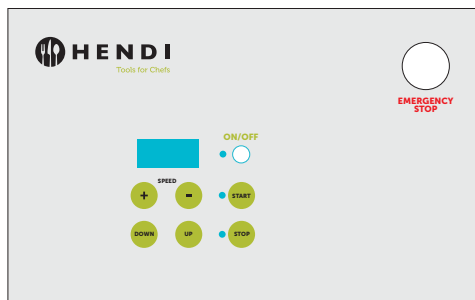 HENDI
Tools for Chefs
EMERGENCY
STOP
ON/OFF
SPEED
+ - START
DOWN UP STOP